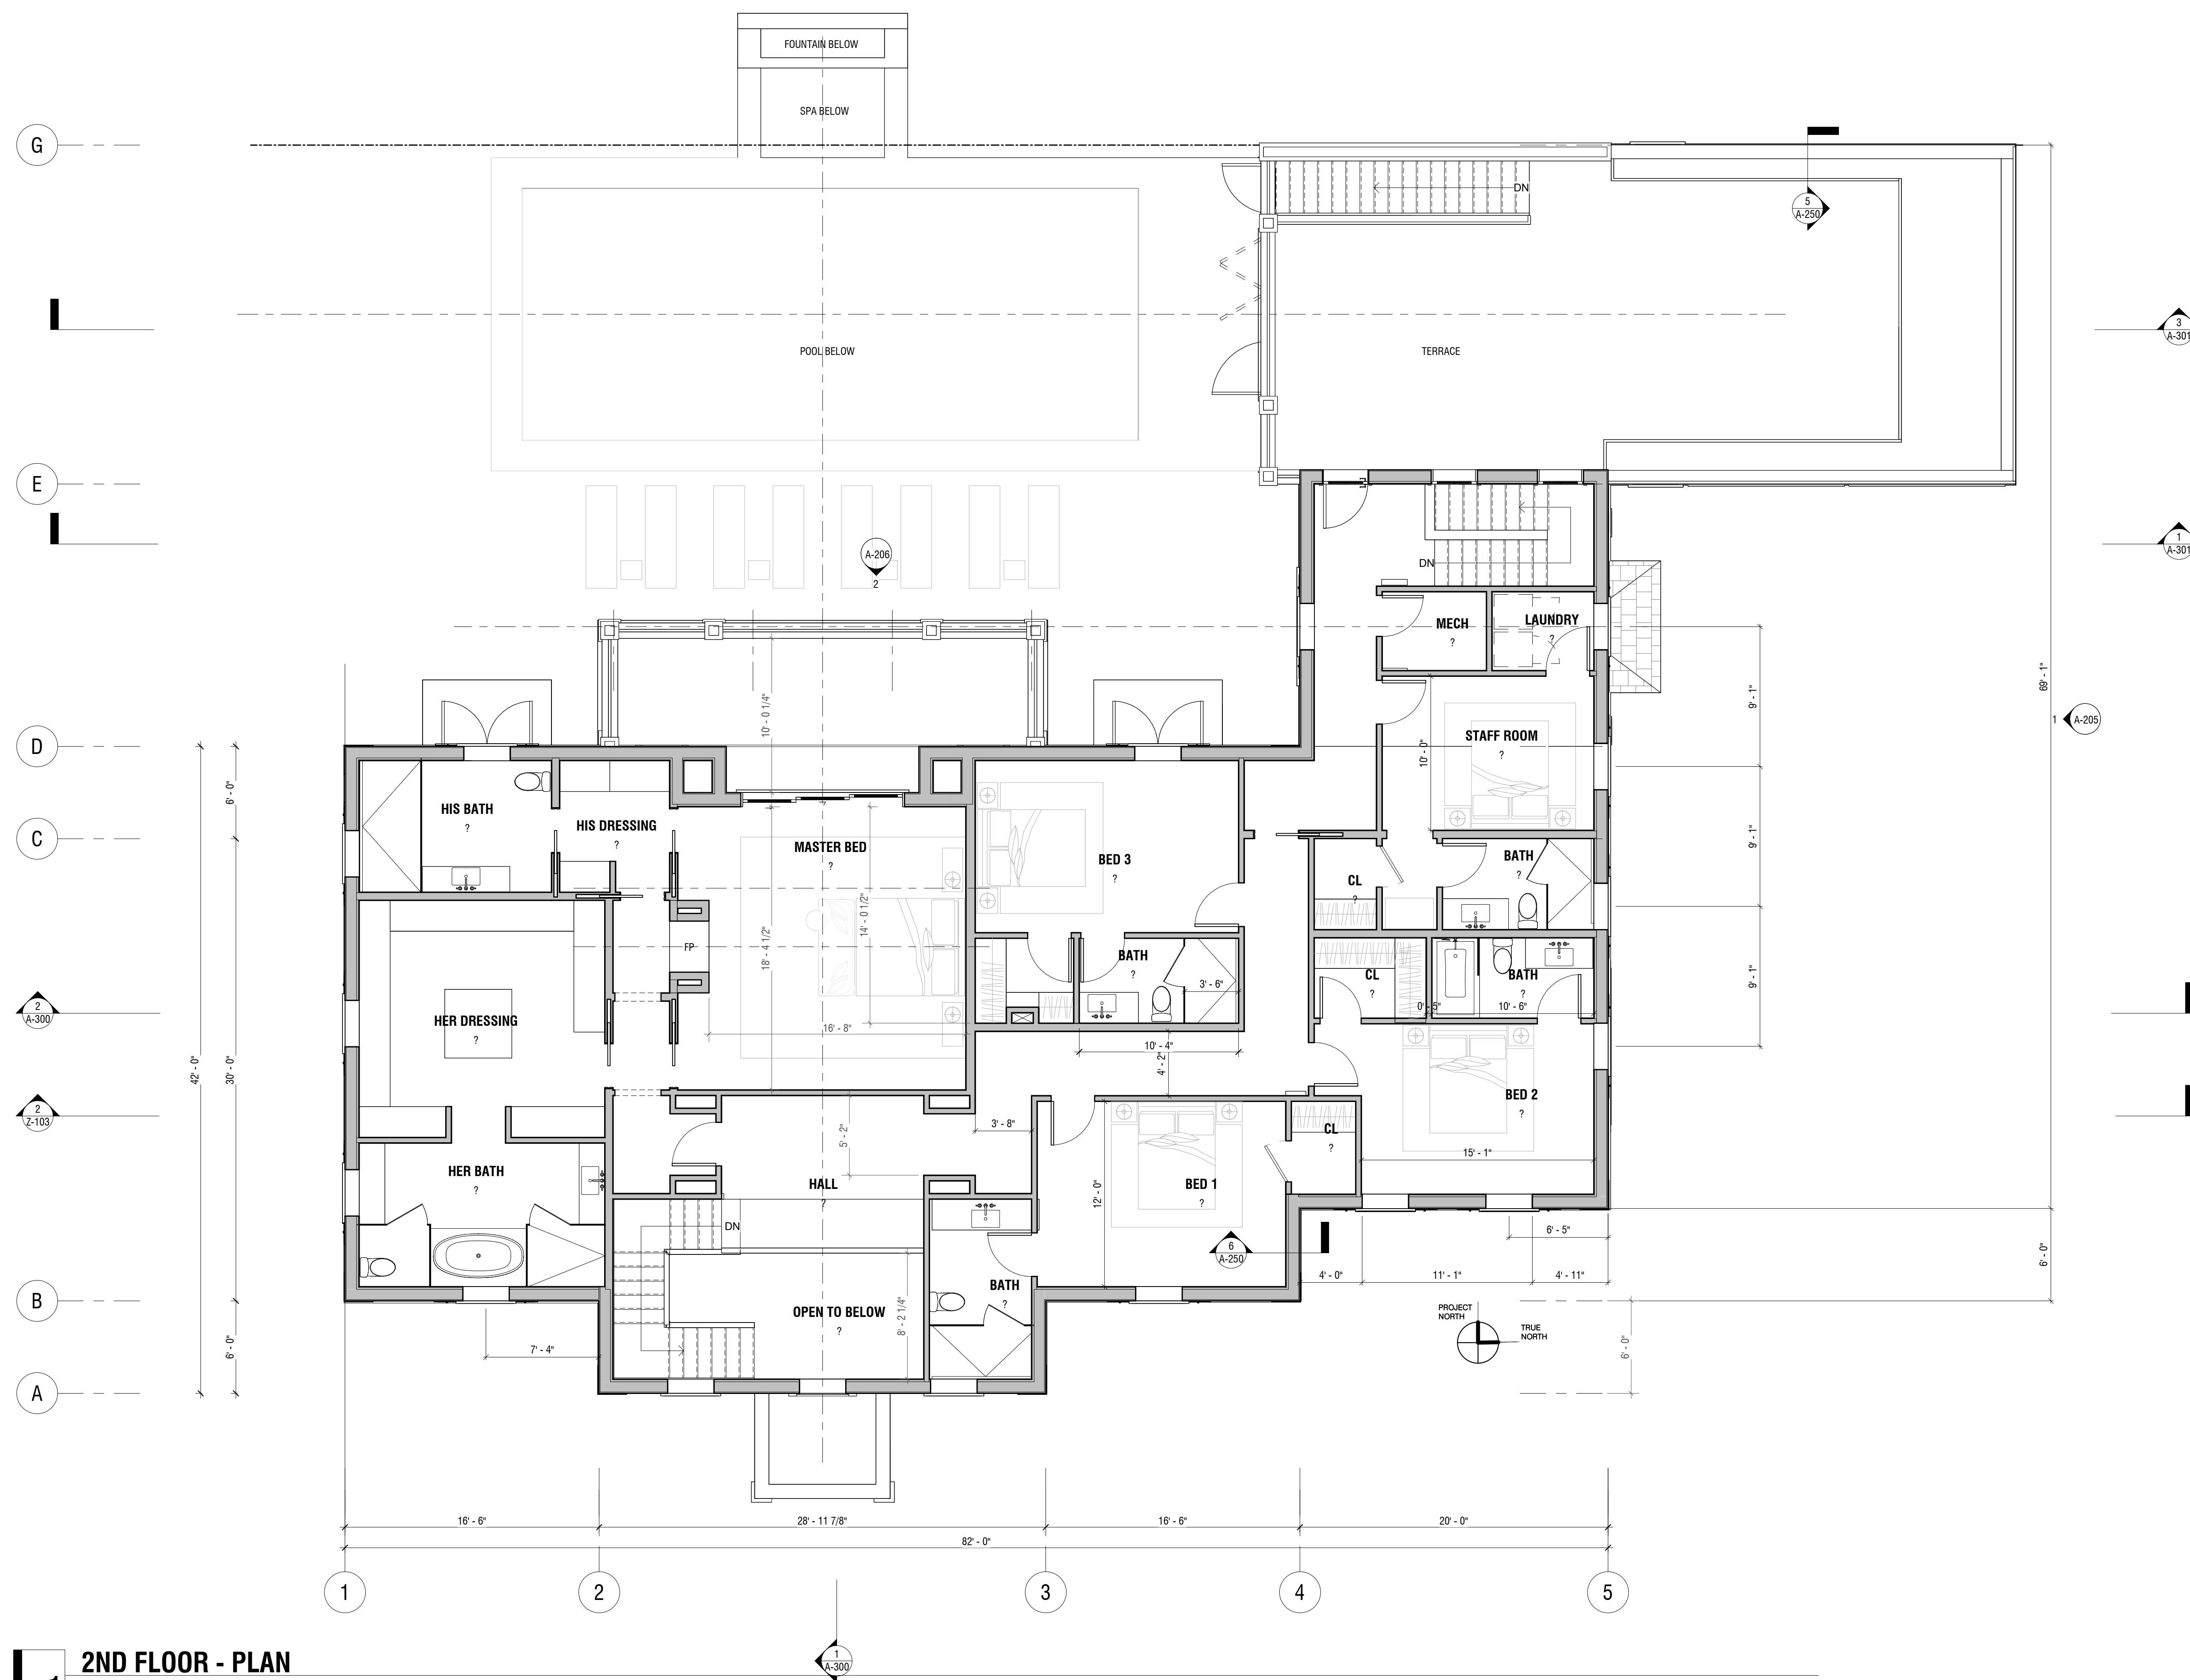 FOUNTAIN BELOW
SPA BELOW
G
DN
5
A-250
3
A-301
POOL BELOW
TERRACE
E
A-206
2
DN
1
A-301
MECH
?
LAUNDRY
?
10' - 0 1/4"
9' - 1"
69' - 1"
1
A-205
D
STAFF ROOM
?
10' - 0"
6' - 0"
HIS BATH
?
HIS DRESSING
?
MASTER BED
?
BED 3
?
C
9' - 1"
BATH
?
CL
?
14' - 0 1/2"
18' - 4 1/2"
FP
BATH
?
3' - 6"
CL
?
BATH
?
9' - 1"
0' - 5"
10' - 6"
2
A-300
HER DRESSING
?
16' - 8"
10' - 4"
4' - 2"
42' - 0"
30' - 0"
BED 2
?
2
Z-103
3' - 8"
5' - 2"
CL
?
15' - 1"
HER BATH
?
HALL
?
BED 1
?
12' - 0"
DN
6
A-250
6' - 5"
6' - 0"
4' - 0"
11' - 1"
4' - 11"
BATH
?
B
OPEN TO BELOW
?
8' - 2 1/4"
PROJECT
NORTH
TRUE
NORTH
7' - 4"
6' - 0"
6' - 0"
A
16' - 6"
28' - 11 7/8"
16' - 6"
20' - 0"
82' - 0"
1
2
3
4
5
2ND FLOOR - PLAN
1
A-300